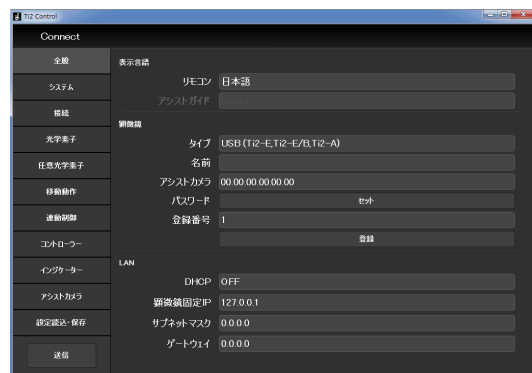 Ti2 Control
Connect
全般
システム
接続
光学素子
任意光学素子
移動動作
連動制御
コントローラー
インジケーター
アシストカメラ
設定読込・保存
送信
表示言語
リモコン 日本語
アシストガイド
顕微鏡
タイプ USB(Ti2-E,Ti2-E/B,Ti2-A)
名前
アシストカメラ 00.00.00.00.00.00
パスワード セット
登録番号 1
登録
LAN
DHCP OFF
顕微鏡固定IP 127.0.0.1
サブネットマスク 0.0.0.0
ゲートウェイ 0.0.0.0